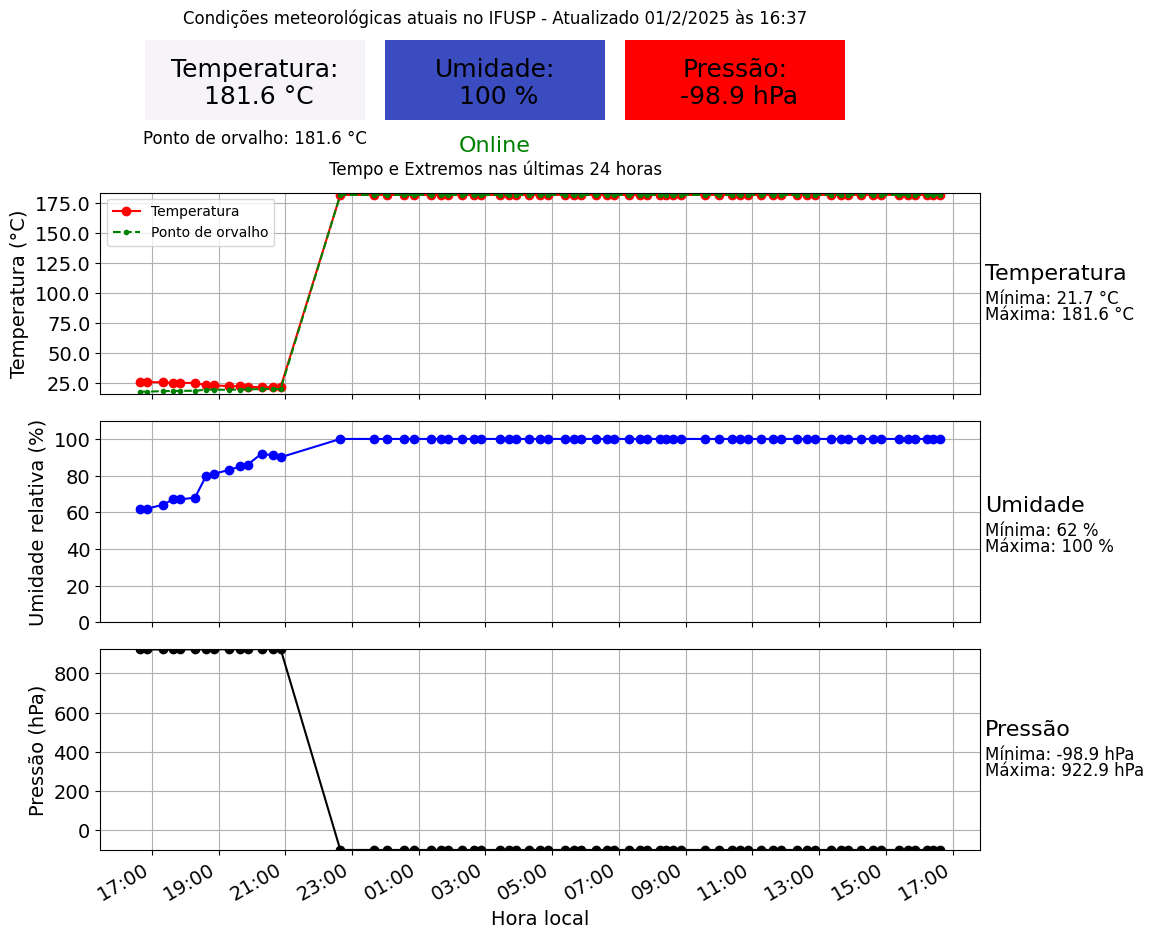 Condições meteorológicas atuais no IFUSP - Atualizado 01/2/2025 às 16:37
Temperatura:
181.6 °C
Umidade:
100 %
Pressão:
-98.9 hPa
Ponto de orvalho: 181.6 °C
Online
Tempo e Extremos nas últimas 24 horas
Temperatura (°C)
175.0
150.0
125.0
100.0
75.0
50.0
25.0
Temperatura
Ponto de orvalho
Temperatura
Mínima: 21.7 °C
Máxima: 181.6 °C
Umidade relativa (%)
100
80
60
40
20
0
Umidade
Mínima: 62 %
Máxima: 100 %
Pressão (hPa)
800
600
400
200
0
Pressão
Mínima: -98.9 hPa
Máxima: 922.9 hPa
17:00 19:00 21:00 23:00 01:00 03:00 05:00 07:00 09:00 11:00 13:00 15:00 17:00
Hora local